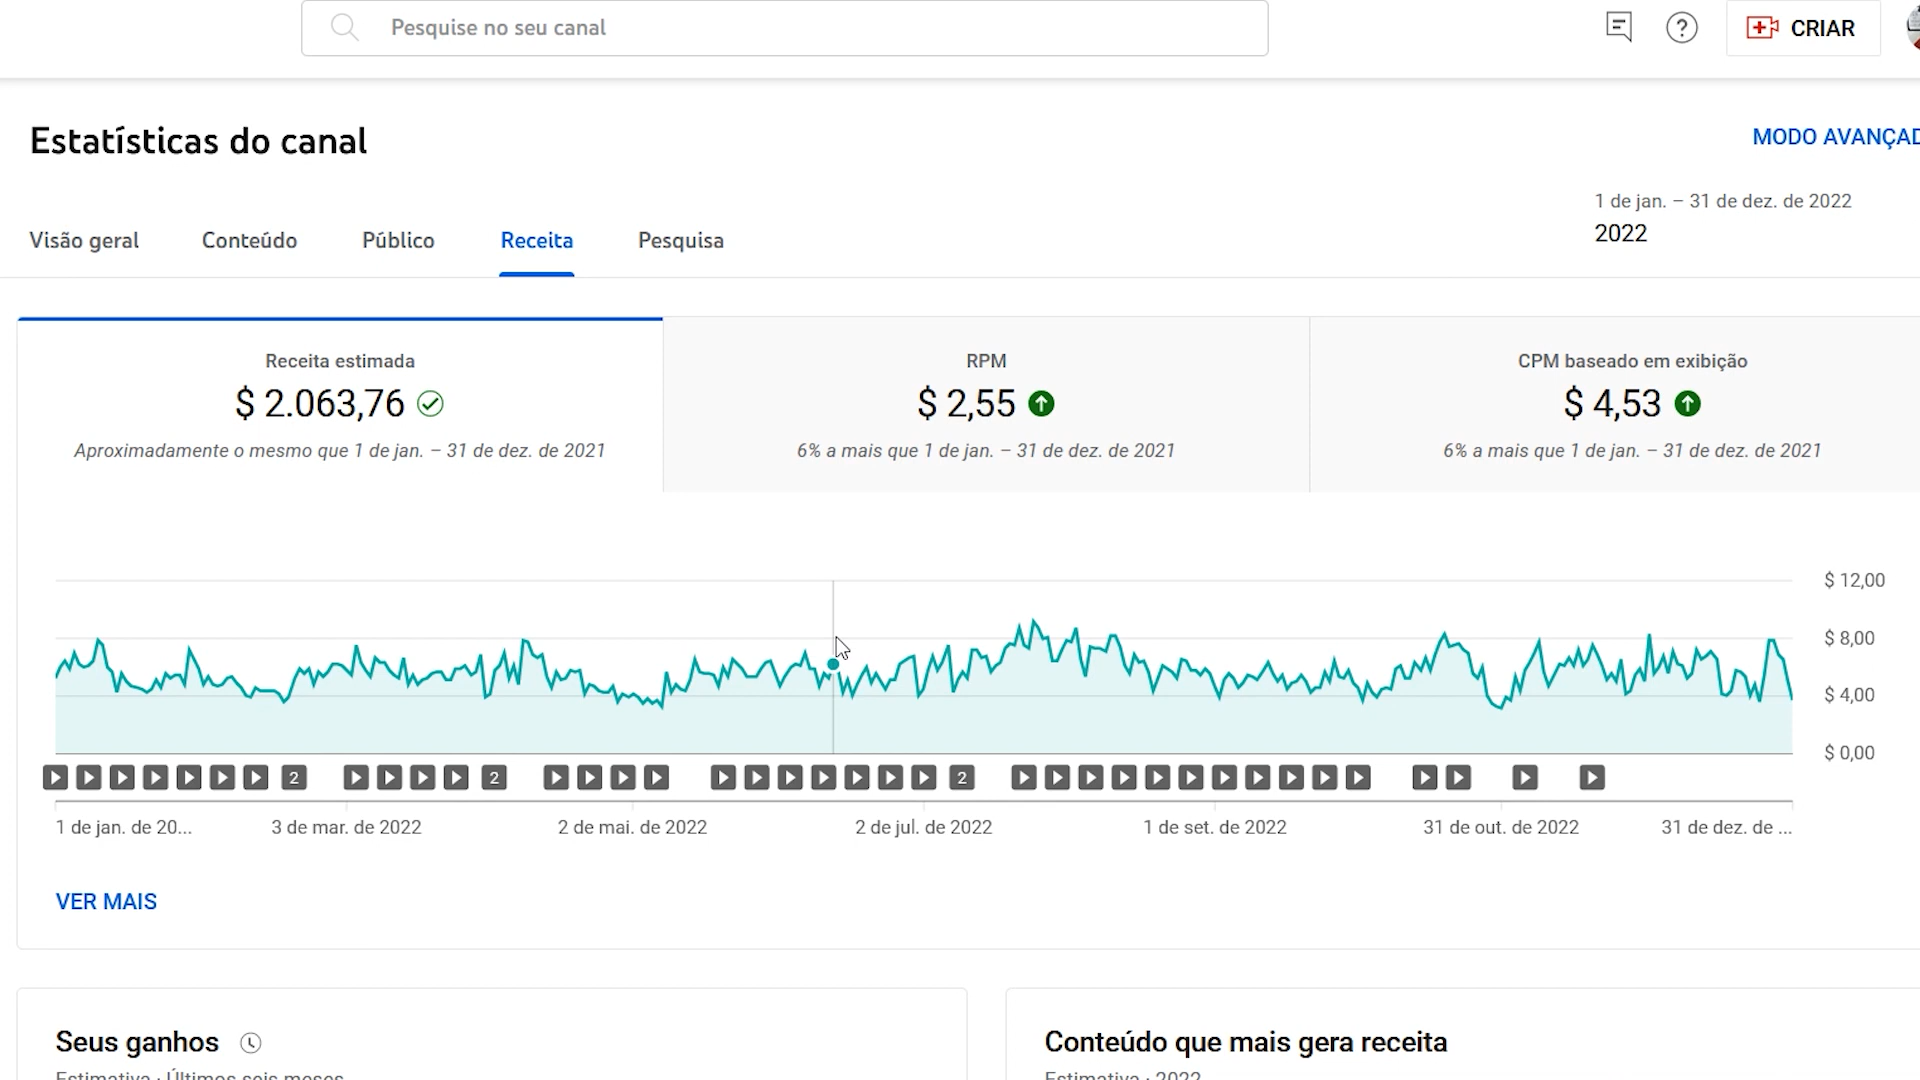 Pesquise no seu canal
CRIAR
Estatísticas do canal
MODO AVANÇAD
1 de jan. – 31 de dez. de 2022
2022
Visão geral
Conteúdo
Público
Receita
Pesquisa
Receita estimada
$ 2.063,76
Aproximadamente o mesmo que 1 de jan. – 31 de dez. de 2021
RPM
$ 2,55
6% a mais que 1 de jan. – 31 de dez. de 2021
CPM baseado em exibição
$ 4,53
6% a mais que 1 de jan. – 31 de dez. de 2021
$ 12,00
$ 8,00
$ 4,00
$ 0,00
2
2
2
1 de jan. de 20...
3 de mar. de 2022
2 de mai. de 2022
2 de jul. de 2022
1 de set. de 2022
31 de out. de 2022
31 de dez. de ...
VER MAIS
Seus ganhos
Estimativa · Últimos seis meses
Conteúdo que mais gera receita
Estimativa · 2022